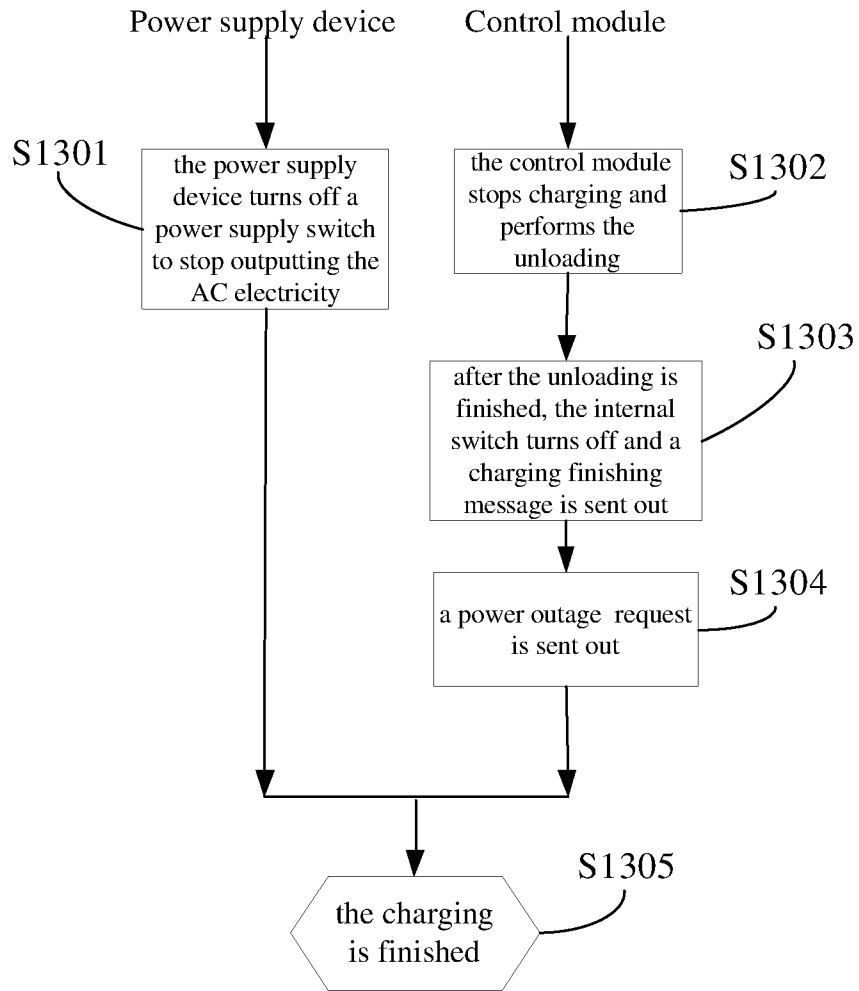 Power supply device
Control module
S1301
the power supply
device turns off a
power supply switch
to stop outputting the
AC electricity
the control module
stops charging and
performs the
unloading
S1302
S1303
after the unloading is
finished, the internal
switch turns off and a
charging finishing
message is sent out
S1304
a power outage request
is sent out
S1305
the charging
is finished